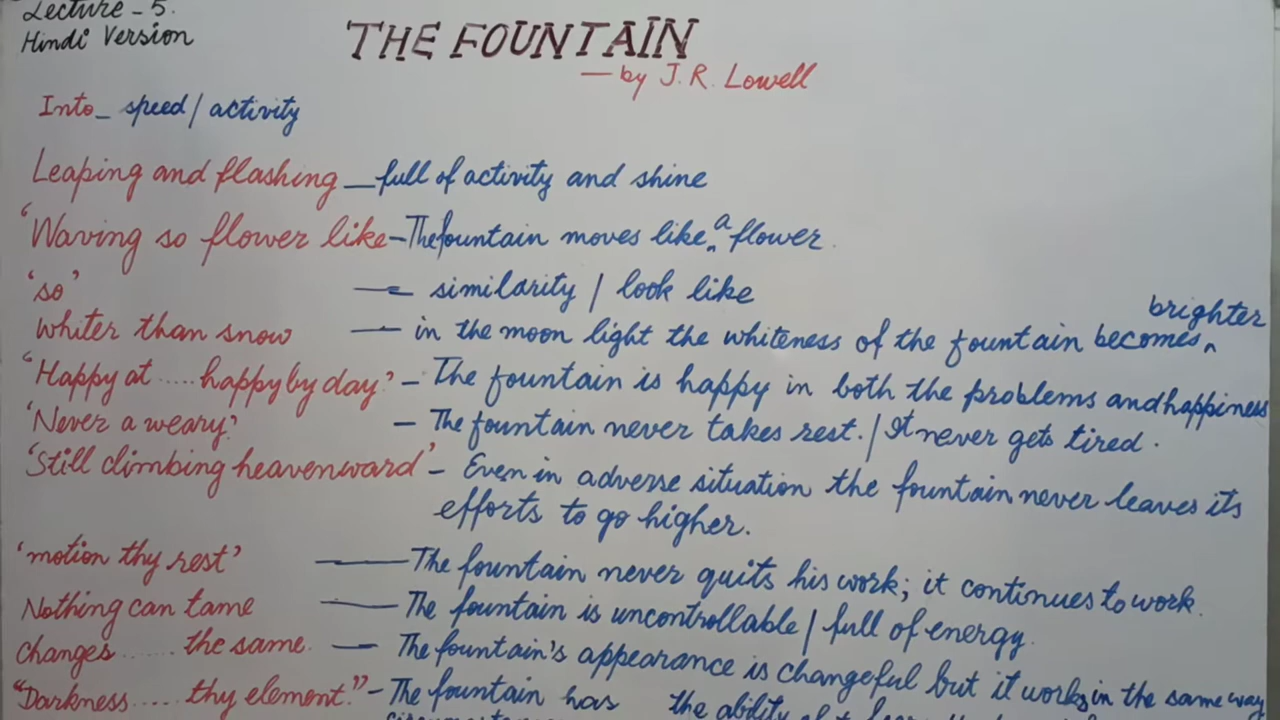 Lecture - 5.
Hindi Version
THE FOUNTAIN
— by J. R. Lowell
Into_ speed / activity
Leaping and flashing — full of activity and shine
'Waving so flower like - The fountain moves like a flower
'so' — similarity / look like
whiter than snow — in the moon light the whiteness of the fountain becomes brighter
'Happy at ..... happy by day.' - The fountain is happy in both the problems and happiness
'Never a weary' - The fountain never takes rest. / It never gets tired.
'Still climbing heavenward' - Even in adverse situation the fountain never leaves its
efforts to go higher.
'motion thy rest' — The fountain never quits his work; it continues to work.
Nothing can tame — The fountain is uncontrollable / full of energy.
changes ...... the same. — The fountain's appearance is changeful but it works in the same way
"Darkness .... thy element." - The fountain has the ability of